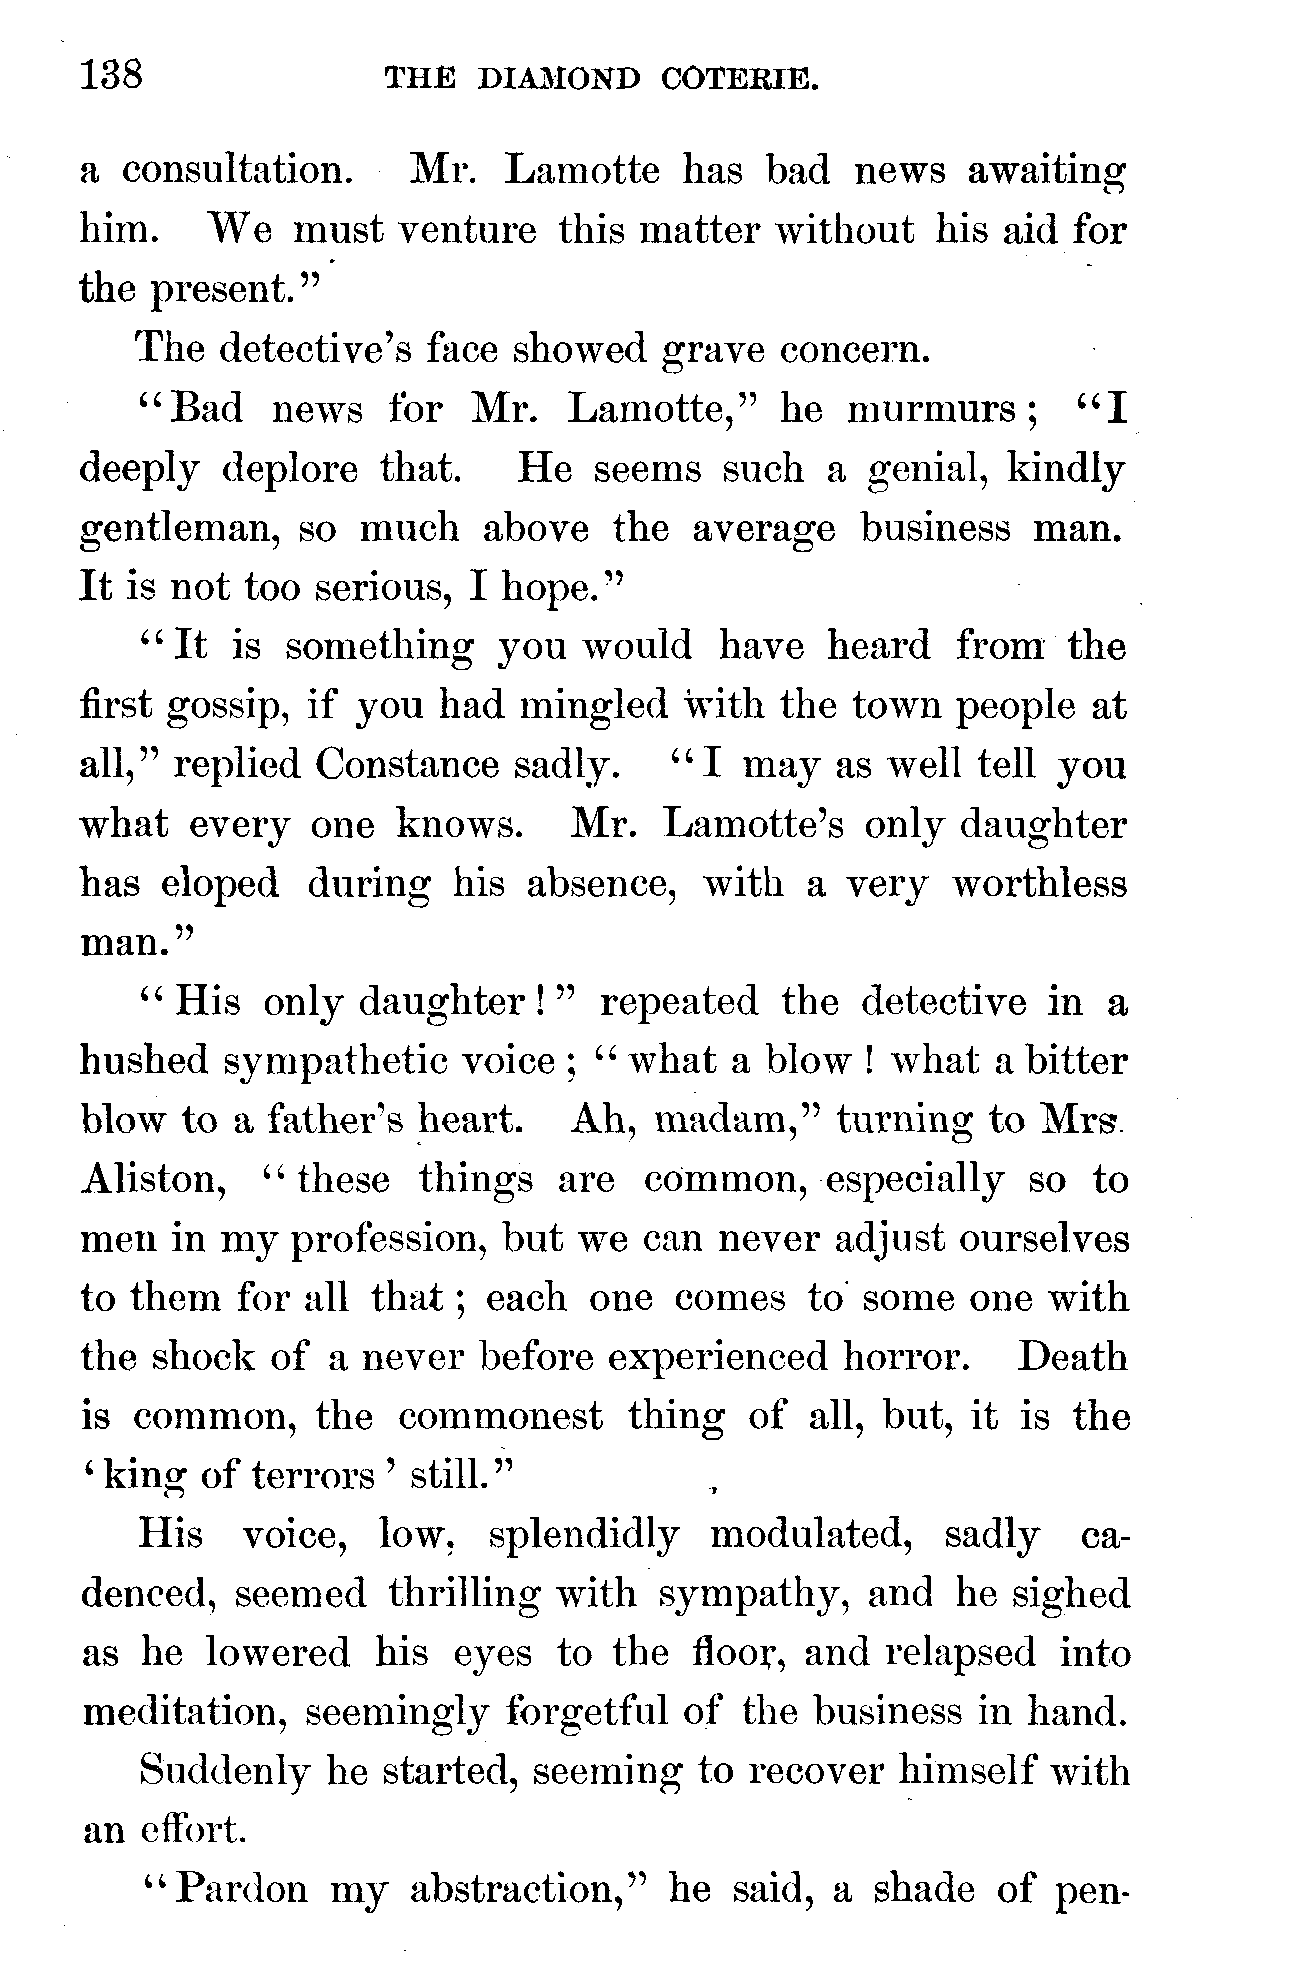 138 THE DIAMOND COTERIE.
a consultation. Mr. Lamotte has bad news awaiting
him. We must venture this matter without his aid for
the present."
The detective's face showed grave concern.
"Bad news for Mr. Lamotte," he murmurs; "I
deeply deplore that. He seems such a genial, kindly
gentleman, so much above the average business man.
It is not too serious, I hope."
"It is something you would have heard from the
first gossip, if you had mingled with the town people at
all," replied Constance sadly. "I may as well tell you
what every one knows. Mr. Lamotte's only daughter
has eloped during his absence, with a very worthless
man."
"His only daughter!" repeated the detective in a
hushed sympathetic voice; "what a blow! what a bitter
blow to a father's heart. Ah, madam," turning to Mrs.
Aliston, "these things are common, especially so to
men in my profession, but we can never adjust ourselves
to them for all that; each one comes to some one with
the shock of a never before experienced horror. Death
is common, the commonest thing of all, but, it is the
'king of terrors' still."
His voice, low, splendidly modulated, sadly ca-
denced, seemed thrilling with sympathy, and he sighed
as he lowered his eyes to the floor, and relapsed into
meditation, seemingly forgetful of the business in hand.
Suddenly he started, seeming to recover himself with
an effort.
"Pardon my abstraction," he said, a shade of pen-